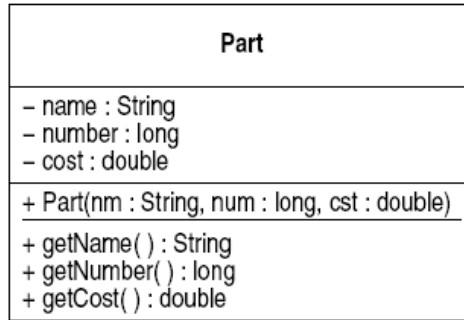 Part
– name : String
– number : long
– cost : double
+ Part(nm : String, num : long, cst : double)
+ getName( ) : String
+ getNumber( ) : long
+ getCost( ) : double